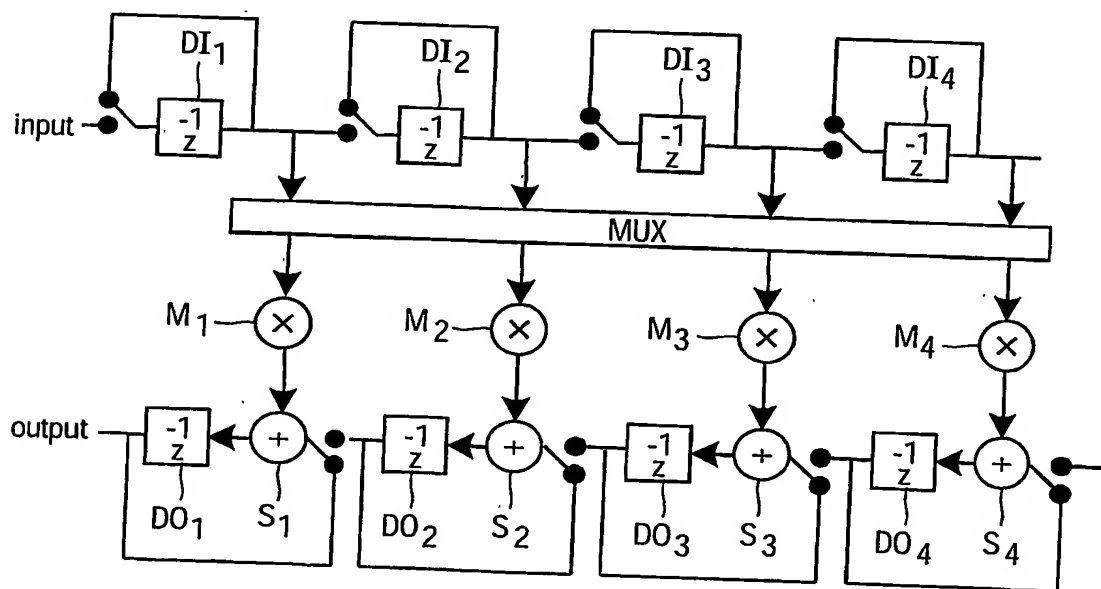 DI1 DI2 DI3 DI4
input
-1
z
-1
z
-1
z
-1
z
MUX
M1 × M2 × M3 × M4 ×
output
-1
z
+
-1
z
+
-1
z
+
-1
z
+
DO1 S1 DO2 S2 DO3 S3 DO4 S4